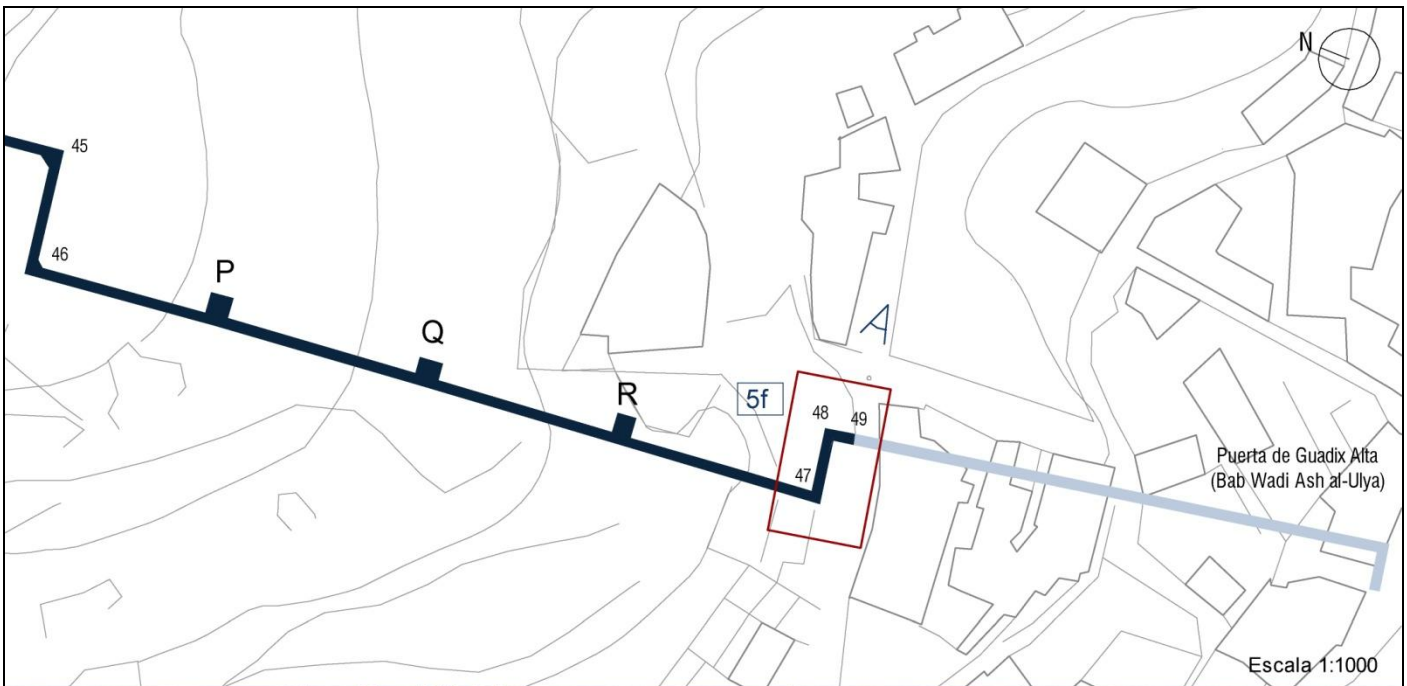 N
45
46
P
Q
R
A
5f
48
49
47
Puerta de Guadix Alta
(Bab Wadi Ash al-Ulya)
Escala 1:1000